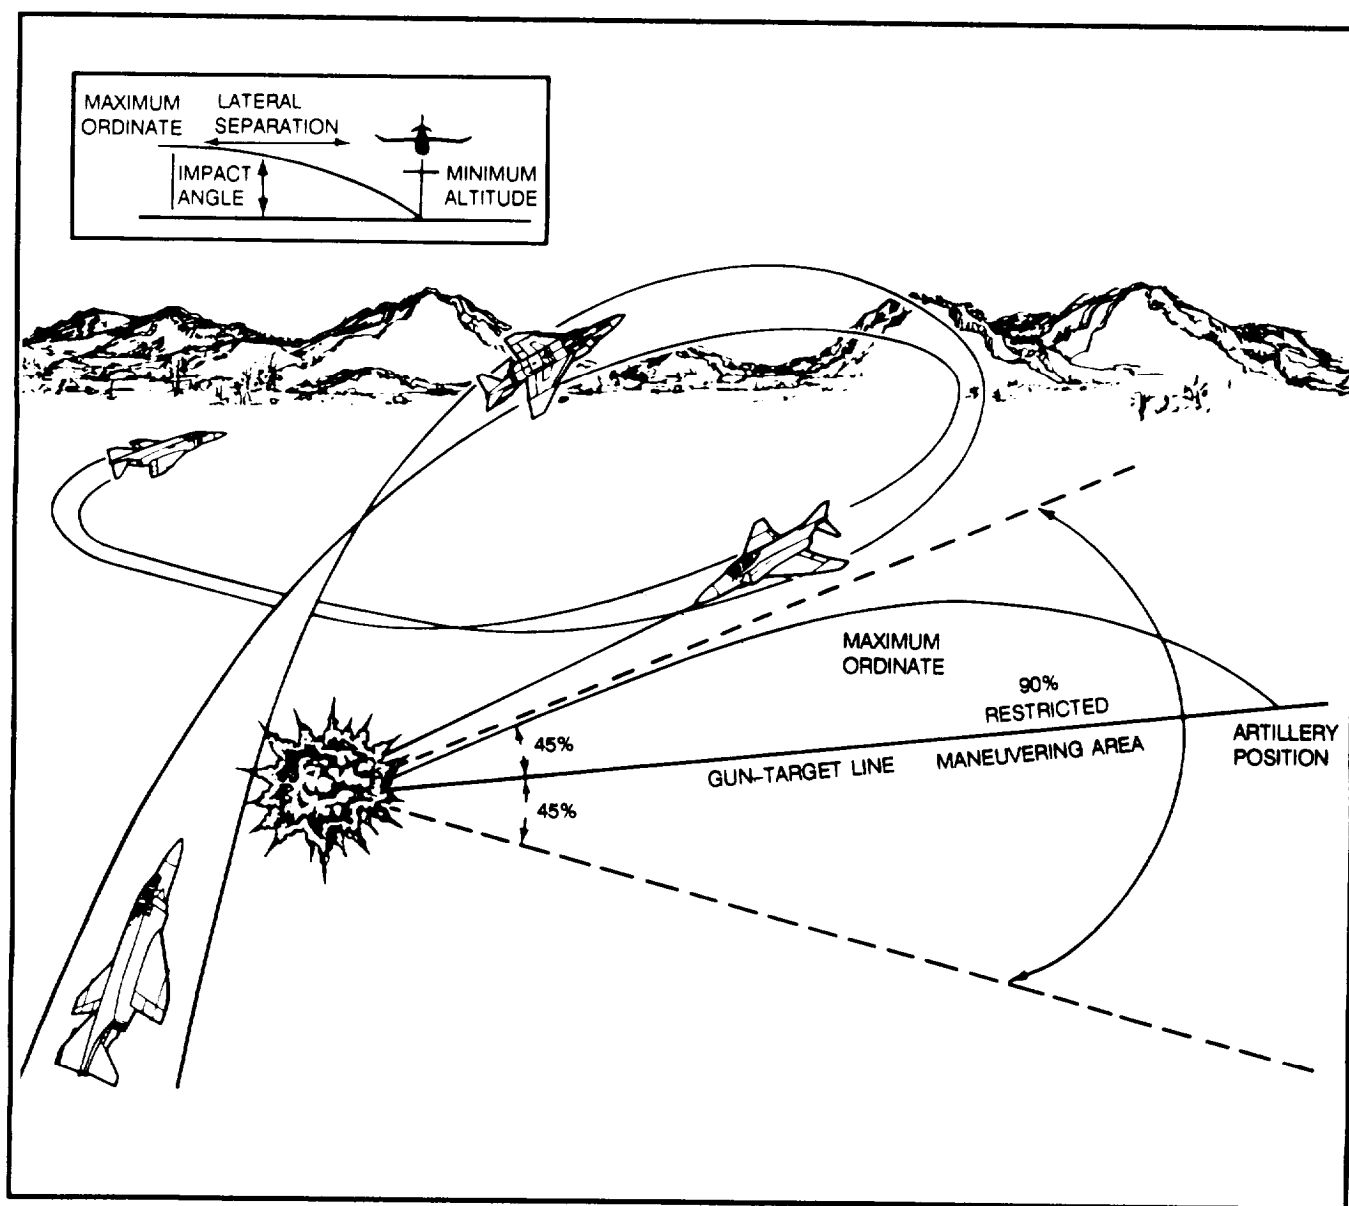 MAXIMUM
ORDINATE
LATERAL
SEPARATION
IMPACT
ANGLE
MINIMUM
ALTITUDE
MAXIMUM
ORDINATE
90%
RESTRICTED
MANEUVERING AREA
GUN-TARGET LINE
ARTILLERY
POSITION
45%
45%